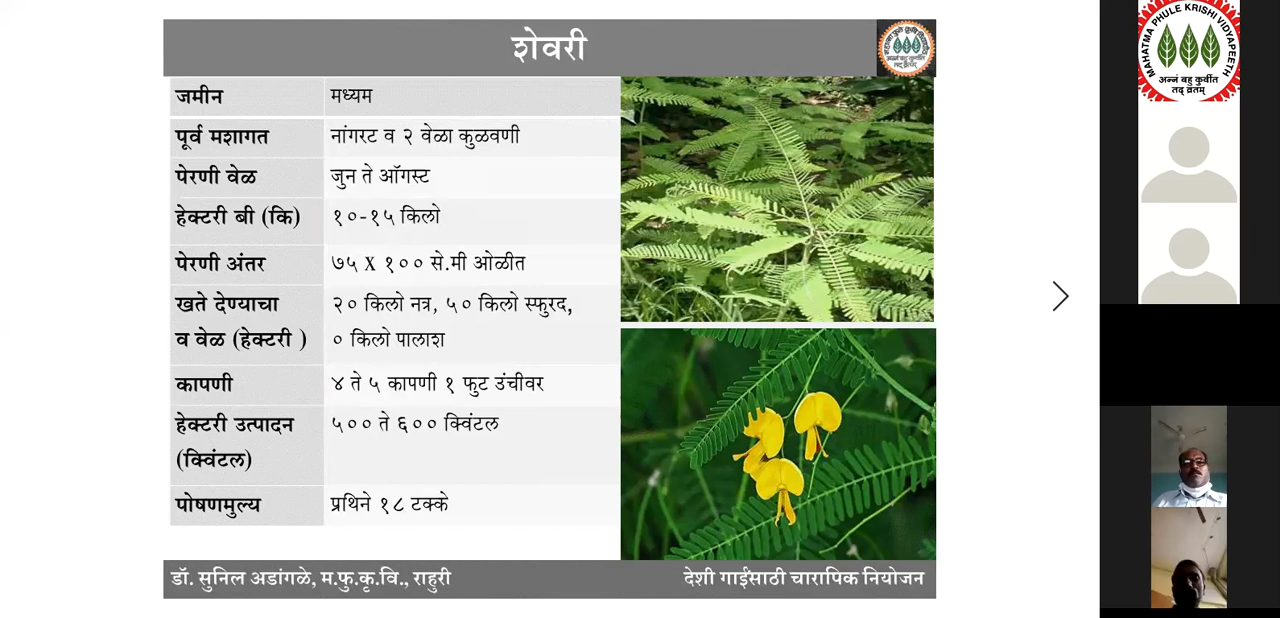 शेवरी
जमीन मध्यम
पूर्व मशागत नांगरट व २ वेळा कुळवणी
पेरणी वेळ जुन ते ऑगस्ट
हेक्टरी बी (कि) १०-१५ किलो
पेरणी अंतर ७५ X १०० से.मी ओळीत
खते देण्याचा २० किलो नत्र, ५० किलो स्फुरद,
व वेळ (हेक्टरी ) ० किलो पालाश
कापणी ४ ते ५ कापणी १ फुट उंचीवर
हेक्टरी उत्पादन ५०० ते ६०० क्विंटल
(क्विंटल)
पोषणमुल्य प्रथिने १८ टक्के
डॉ. सुनिल अडांगळे, म.फु.कृ.वि., राहुरी
देशी गाईंसाठी चारापिक नियोजन
MAHATMA PHULE KRISHI VIDYAPEETH
अन्नं बहु कुर्वीत
तद् व्रतम्